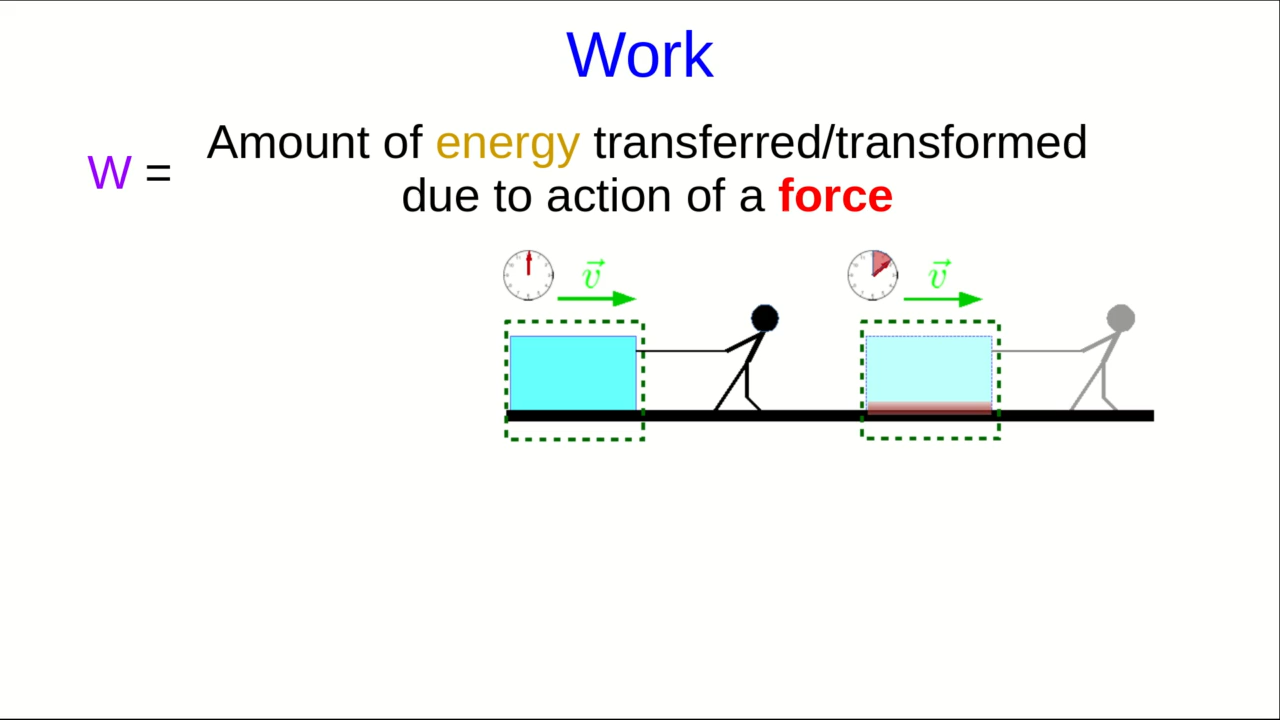 Work
W =
Amount of energy transferred/transformed
due to action of a force
v⃗
v⃗